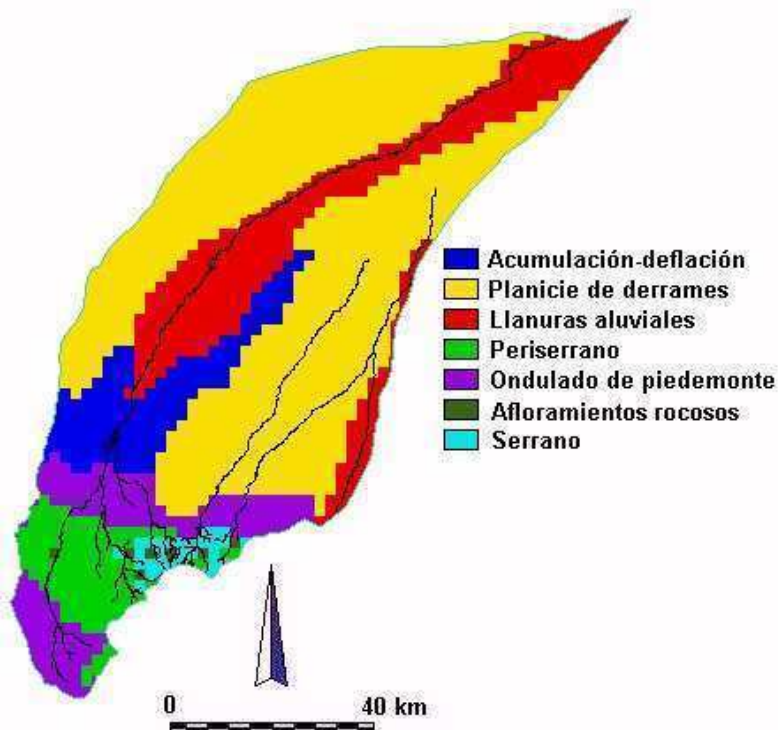 Acumulación-deflación
Planicie de derrames
Llanuras aluviales
Periserrano
Ondulado de piedemonte
Afloramientos rocosos
Serrano
0 40 km